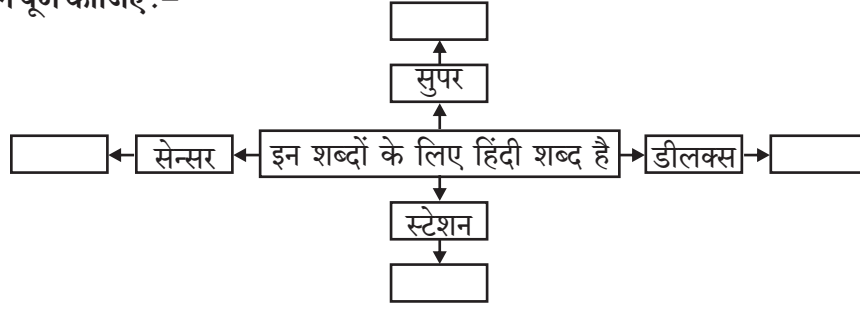 पूर्ण कीजिए :–
सुपर
सेन्सर
इन शब्दों के लिए हिंदी शब्द है
डीलक्स
स्टेशन